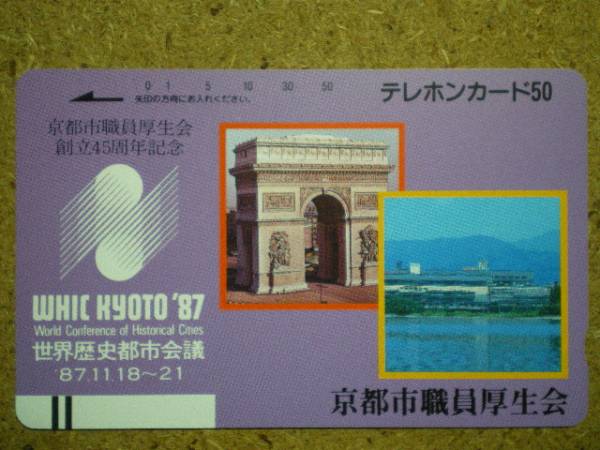 0 1 5 10 30 50
矢印の方向にお入れください。
テレホンカード50
京都市職員厚生会
創立45周年記念
WHIC KYOTO '87
World Conference of Historical Cities
世界歴史都市会議
'87.11.18～21
京都市職員厚生会